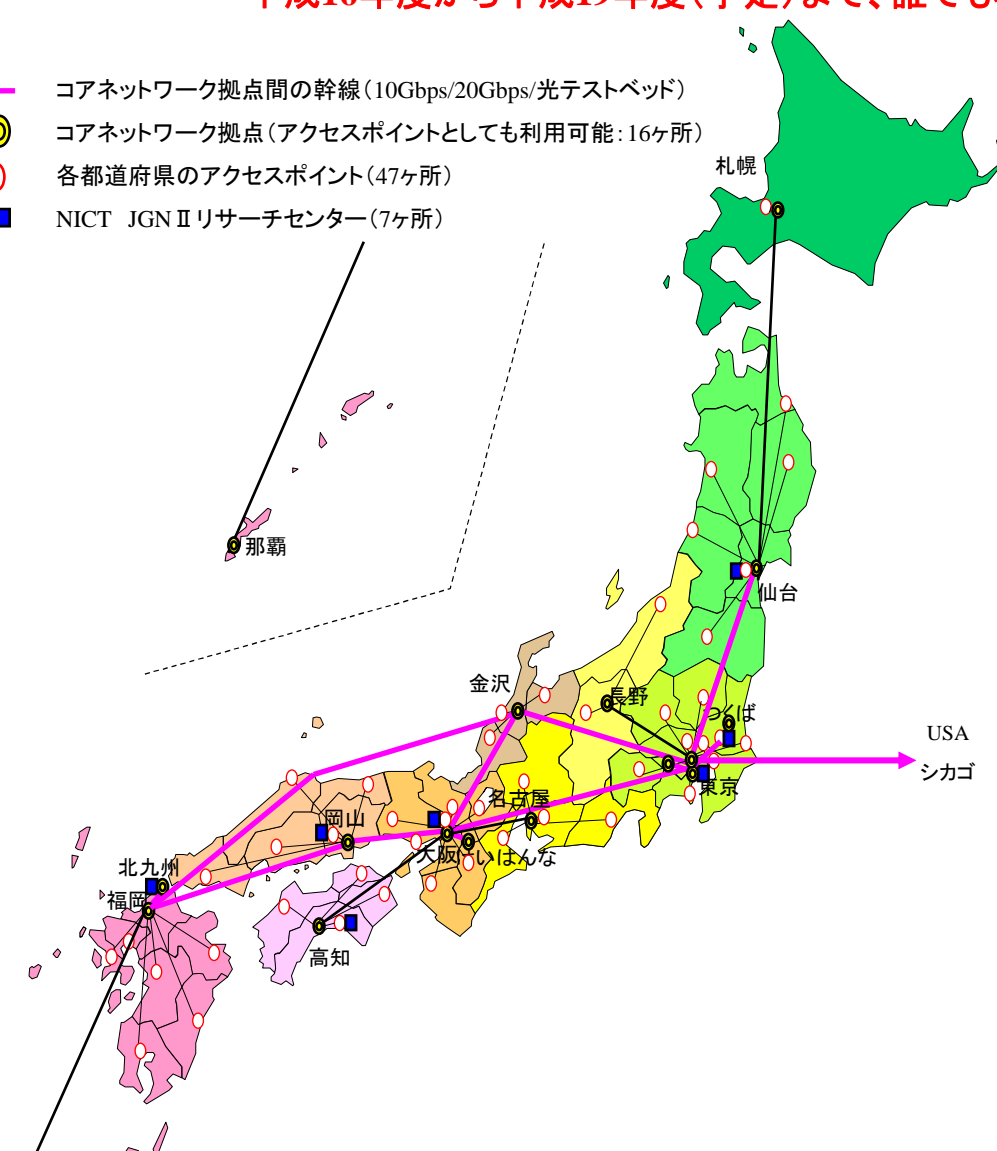 コアネットワーク拠点間の幹線（10Gbps/20Gbps/光テストベッド）
コアネットワーク拠点（アクセスポイントとしても利用可能：16ヶ所）
各都道府県のアクセスポイント（47ヶ所）
NICT JGNⅡリサーチセンター（7ヶ所）
札幌
那覇
仙台
金沢
長野
つくば
USA
シカゴ
東京
名古屋
岡山
大阪
けいはんな
北九州
福岡
高知